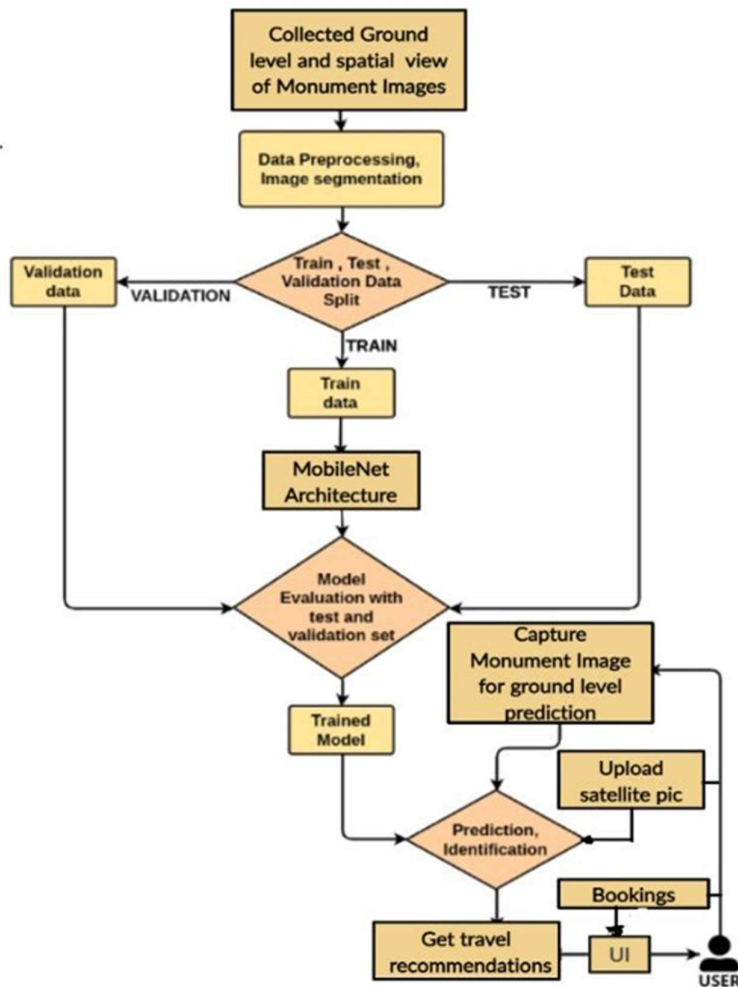 Collected Ground
level and spatial view
of Monument Images
Data Preprocessing,
Image segmentation
Train , Test ,
Validation Data
Split
Validation
data
VALIDATION
TEST
Test
Data
TRAIN
Train
data
MobileNet
Architecture
Model
Evaluation with
test and
validation set
Capture
Monument Image
for ground level
prediction
Trained
Model
Upload
satellite pic
Prediction,
Identification
Bookings
Get travel
recommendations
UI
USER